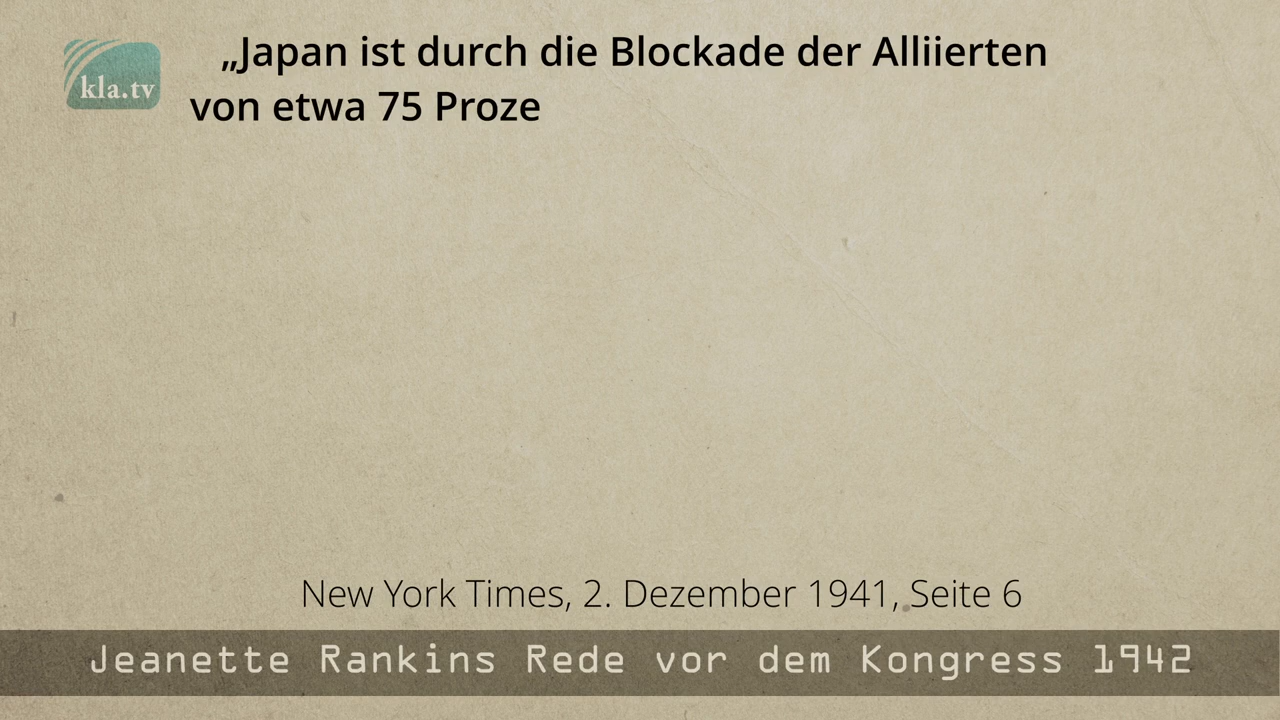 „Japan ist durch die Blockade der Alliierten
kla.tv
von etwa 75 Proze
New York Times, 2. Dezember 1941, Seite 6
Jeanette Rankins Rede vor dem Kongress 1942